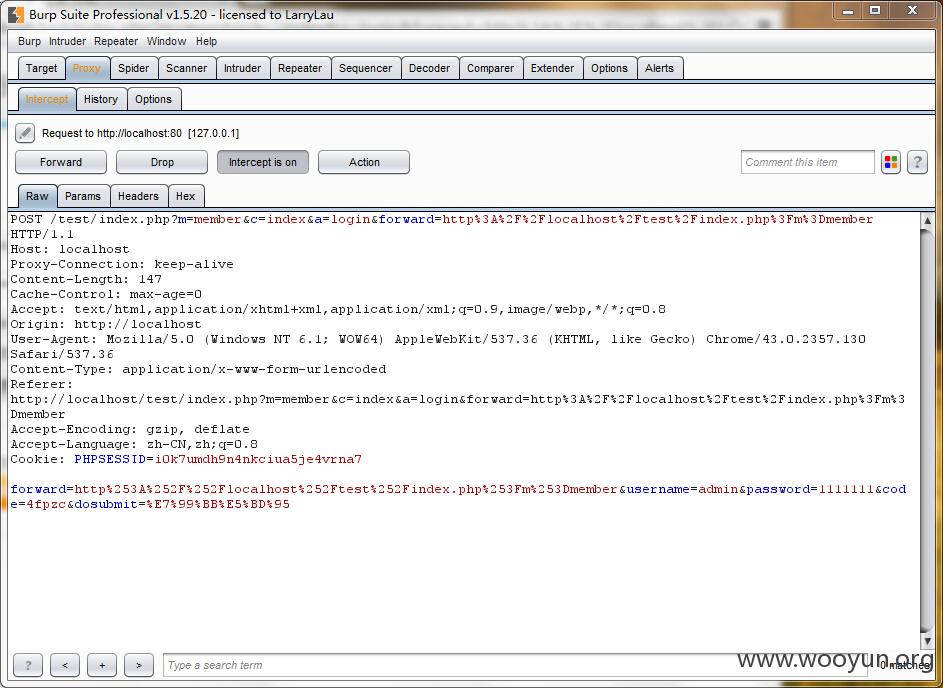 Burp Suite Professional v1.5.20 - licensed to LarryLau
Burp Intruder Repeater Window Help
Target Proxy Spider Scanner Intruder Repeater Sequencer Decoder Comparer Extender Options Alerts
Intercept History Options
Request to http://localhost:80 [127.0.0.1]
Forward Drop Intercept is on Action Comment this item ?
Raw Params Headers Hex
POST /test/index.php?m=member&c=index&a=login&forward=http%3A%2F%2Flocalhost%2Ftest%2Findex.php%3Fm%3Dmember
HTTP/1.1
Host: localhost
Proxy-Connection: keep-alive
Content-Length: 147
Cache-Control: max-age=0
Accept: text/html,application/xhtml+xml,application/xml;q=0.9,image/webp,*/*;q=0.8
Origin: http://localhost
User-Agent: Mozilla/5.0 (Windows NT 6.1; WOW64) AppleWebKit/537.36 (KHTML, like Gecko) Chrome/43.0.2357.130
Safari/537.36
Content-Type: application/x-www-form-urlencoded
Referer:
http://localhost/test/index.php?m=member&c=index&a=login&forward=http%3A%2F%2Flocalhost%2Ftest%2Findex.php%3Fm%3
Dmember
Accept-Encoding: gzip, deflate
Accept-Language: zh-CN,zh;q=0.8
Cookie: PHPSESSID=i0k7umdh9n4nkciua5je4vrna7
forward=http%253A%252F%252Flocalhost%252Ftest%252Findex.php%253Fm%253Dmember&username=admin&password=1111111&cod
e=4fpzc&dosubmit=%E7%99%BB%E5%BD%95
? < + > Type a search term 0 matches
www.wooyun.org